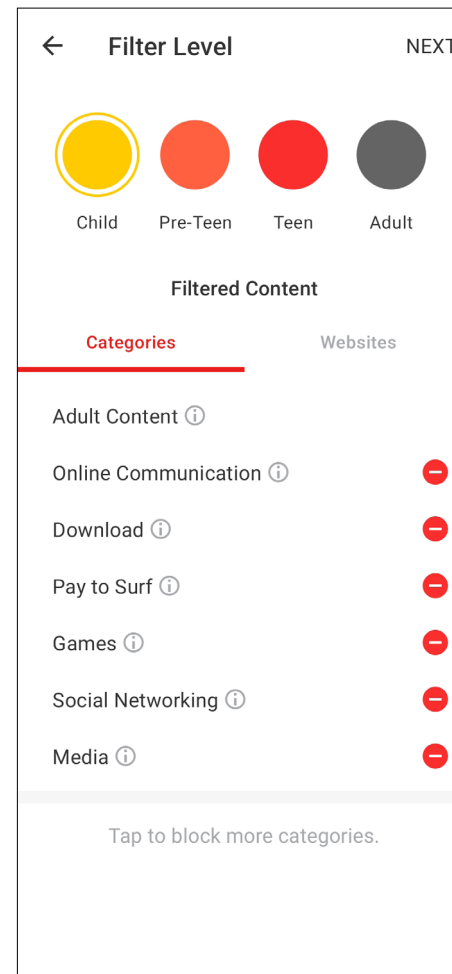 Filter Level NEXT
Child Pre-Teen Teen Adult
Filtered Content
Categories Websites
Adult Content
Online Communication
Download
Pay to Surf
Games
Social Networking
Media
Tap to block more categories.